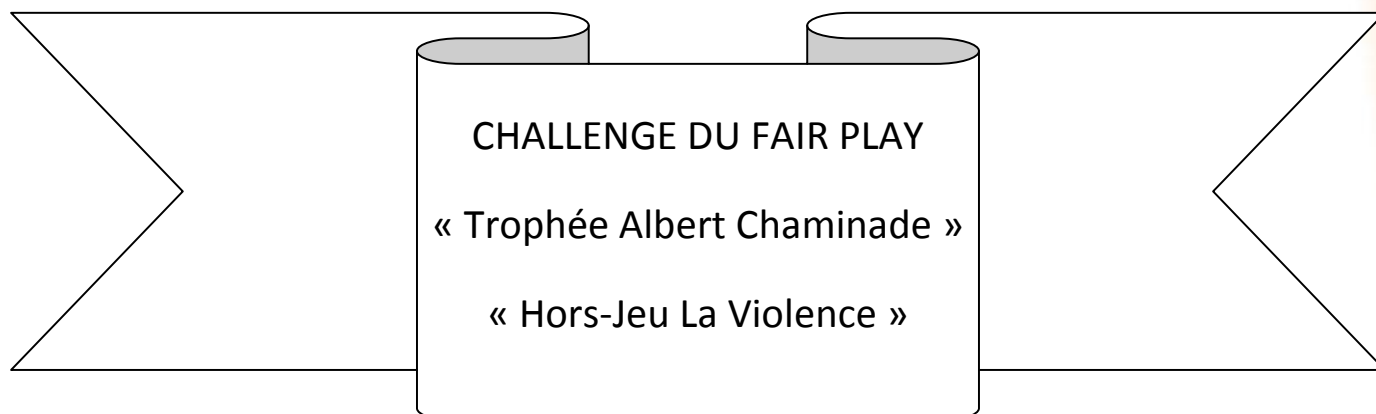 CHALLENGE DU FAIR PLAY
« Trophée Albert Chaminade »
« Hors-Jeu La Violence »